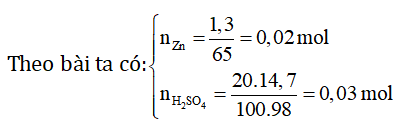 Theo bài ta có: { n_Zn = 1,3/65 = 0,02 mol
n_H₂SO₄ = 20.14,7/100.98 = 0,03 mol